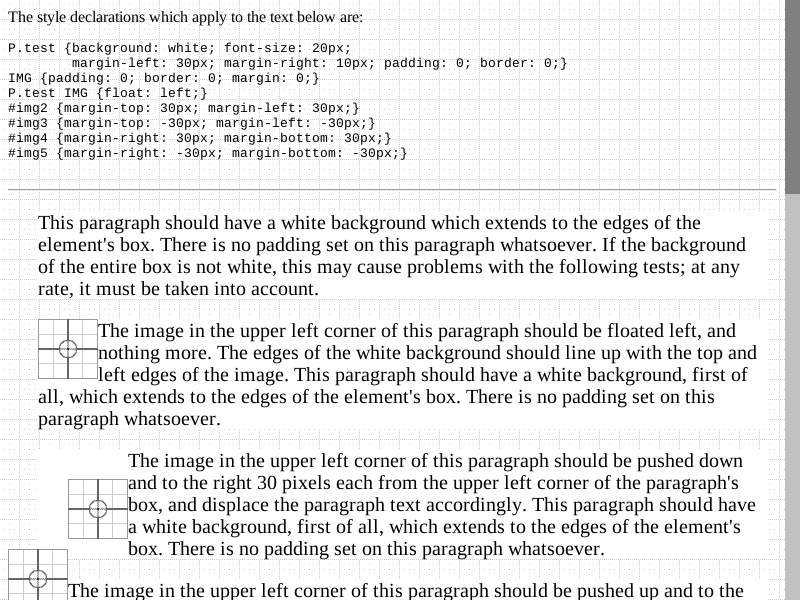 The style declarations which apply to the text below are:
P.test {background: white; font-size: 20px;
margin-left: 30px; margin-right: 10px; padding: 0; border: 0;}
IMG {padding: 0; border: 0; margin: 0;}
P.test IMG {float: left;}
#img2 {margin-top: 30px; margin-left: 30px;}
#img3 {margin-top: -30px; margin-left: -30px;}
#img4 {margin-right: 30px; margin-bottom: 30px;}
#img5 {margin-right: -30px; margin-bottom: -30px;}
This paragraph should have a white background which extends to the edges of the
element's box. There is no padding set on this paragraph whatsoever. If the background
of the entire box is not white, this may cause problems with the following tests; at any
rate, it must be taken into account.
The image in the upper left corner of this paragraph should be floated left, and
nothing more. The edges of the white background should line up with the top and
left edges of the image. This paragraph should have a white background, first of
all, which extends to the edges of the element's box. There is no padding set on this
paragraph whatsoever.
The image in the upper left corner of this paragraph should be pushed down
and to the right 30 pixels each from the upper left corner of the paragraph's
box, and displace the paragraph text accordingly. This paragraph should have
a white background, first of all, which extends to the edges of the element's
box. There is no padding set on this paragraph whatsoever.
The image in the upper left corner of this paragraph should be pushed up and to the